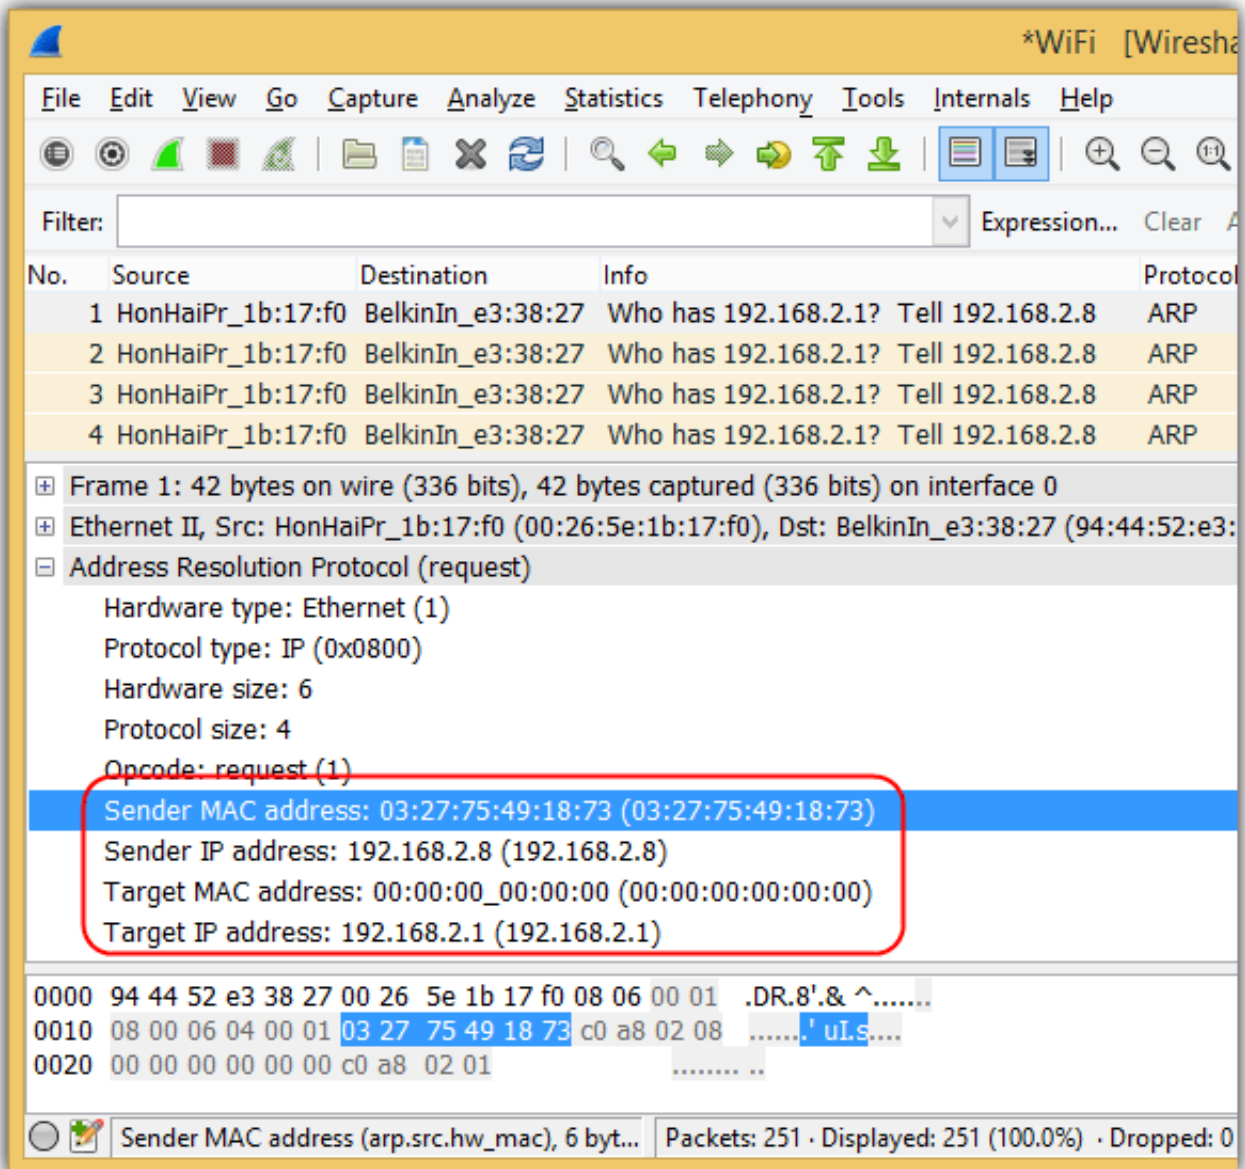 *WiFi [Wiresha
File Edit View Go Capture Analyze Statistics Telephony Tools Internals Help
Filter: Expression... Clear A
No. Source Destination Info Protocol
1 HonHaiPr_1b:17:f0 BelkinIn_e3:38:27 Who has 192.168.2.1? Tell 192.168.2.8 ARP
2 HonHaiPr_1b:17:f0 BelkinIn_e3:38:27 Who has 192.168.2.1? Tell 192.168.2.8 ARP
3 HonHaiPr_1b:17:f0 BelkinIn_e3:38:27 Who has 192.168.2.1? Tell 192.168.2.8 ARP
4 HonHaiPr_1b:17:f0 BelkinIn_e3:38:27 Who has 192.168.2.1? Tell 192.168.2.8 ARP
Frame 1: 42 bytes on wire (336 bits), 42 bytes captured (336 bits) on interface 0
Ethernet II, Src: HonHaiPr_1b:17:f0 (00:26:5e:1b:17:f0), Dst: BelkinIn_e3:38:27 (94:44:52:e3:
Address Resolution Protocol (request)
Hardware type: Ethernet (1)
Protocol type: IP (0x0800)
Hardware size: 6
Protocol size: 4
Opcode: request (1)
Sender MAC address: 03:27:75:49:18:73 (03:27:75:49:18:73)
Sender IP address: 192.168.2.8 (192.168.2.8)
Target MAC address: 00:00:00_00:00:00 (00:00:00:00:00:00)
Target IP address: 192.168.2.1 (192.168.2.1)
0000 94 44 52 e3 38 27 00 26 5e 1b 17 f0 08 06 00 01 .DR.8'.& ^.......
0010 08 00 06 04 00 01 03 27 75 49 18 73 c0 a8 02 08 .......' uI.s....
0020 00 00 00 00 00 00 c0 a8 02 01 ........ ..
Sender MAC address (arp.src.hw_mac), 6 byt... Packets: 251 · Displayed: 251 (100.0%) · Dropped: 0